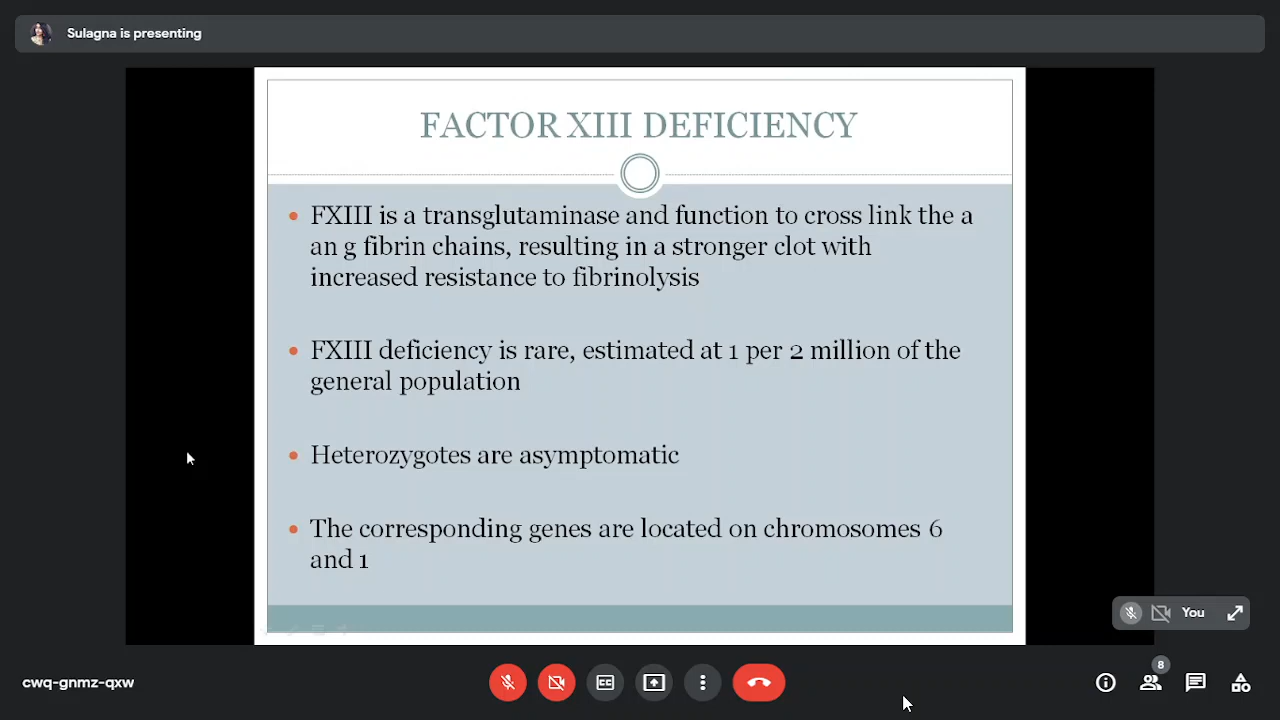 Sulagna is presenting
FACTOR XIII DEFICIENCY
• FXIII is a transglutaminase and function to cross link the a
an g fibrin chains, resulting in a stronger clot with
increased resistance to fibrinolysis
• FXIII deficiency is rare, estimated at 1 per 2 million of the
general population
• Heterozygotes are asymptomatic
• The corresponding genes are located on chromosomes 6
and 1
You
8
cwq-gnmz-qxw
CC